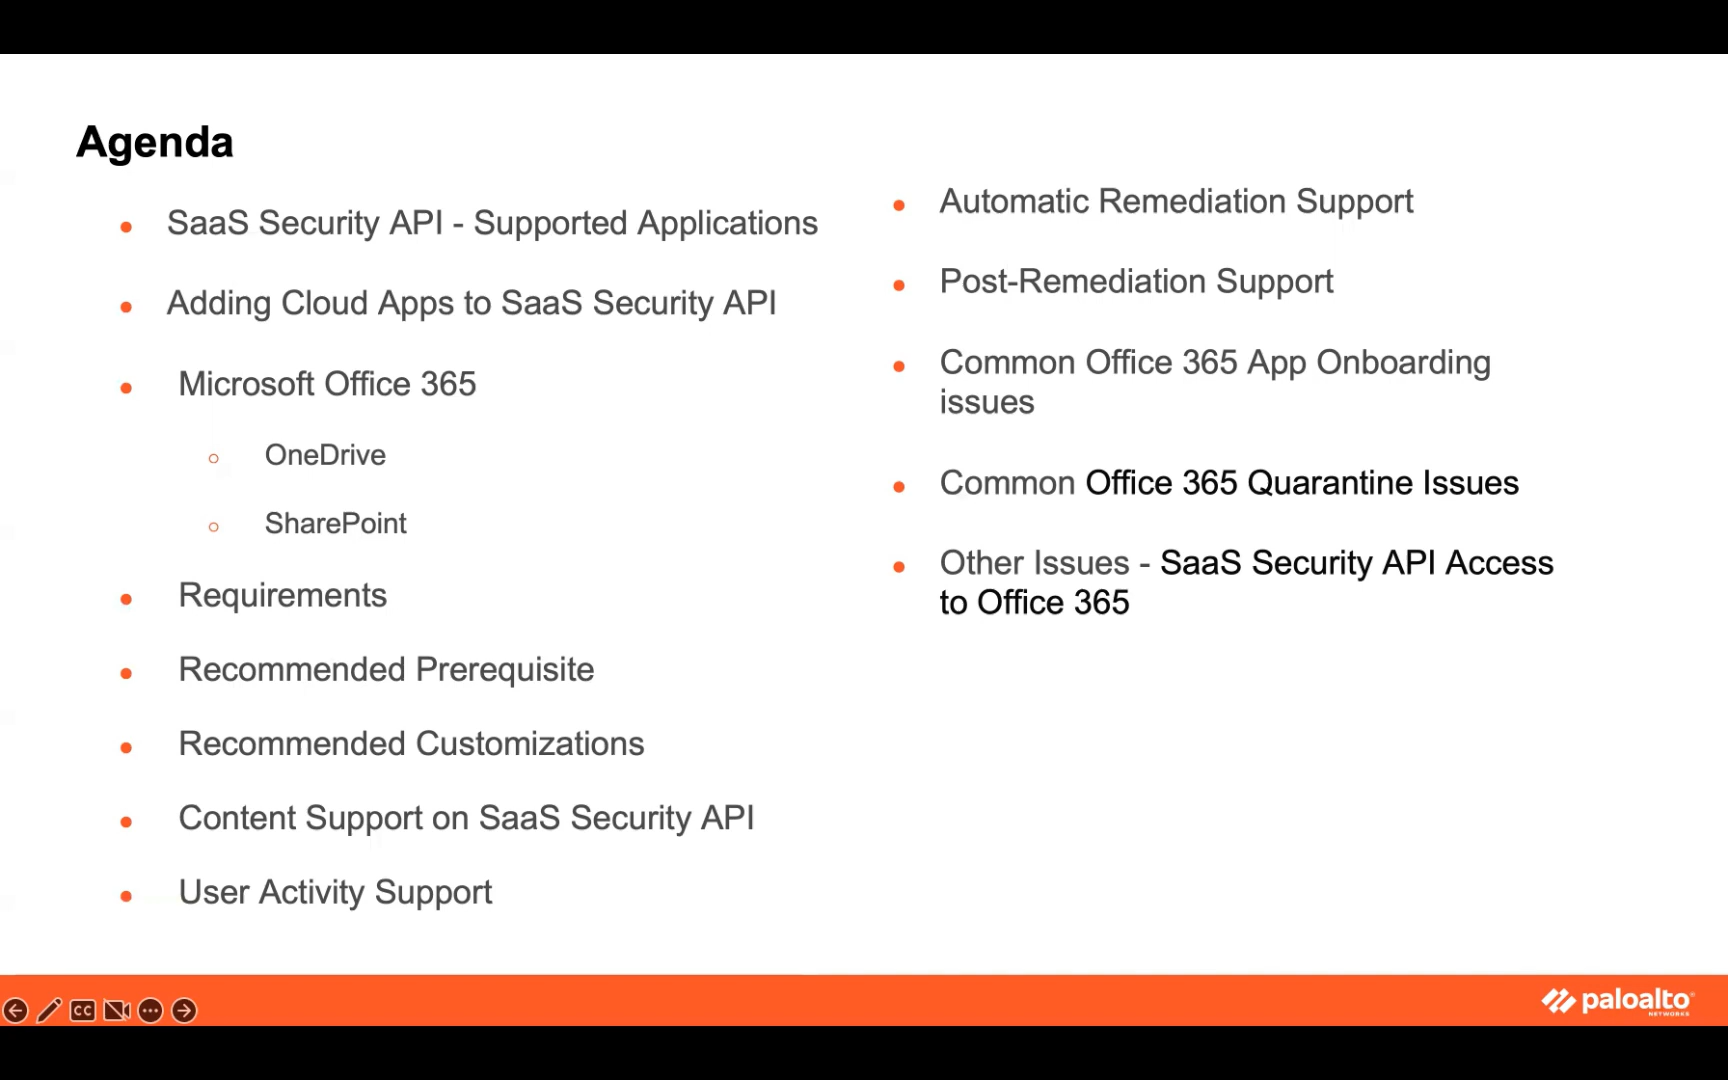 Agenda
SaaS Security API - Supported Applications
Adding Cloud Apps to SaaS Security API
Microsoft Office 365
OneDrive
SharePoint
Requirements
Recommended Prerequisite
Recommended Customizations
Content Support on SaaS Security API
User Activity Support
Automatic Remediation Support
Post-Remediation Support
Common Office 365 App Onboarding
issues
Common Office 365 Quarantine Issues
Other Issues - SaaS Security API Access
to Office 365
CC
paloalto
NETWORKS